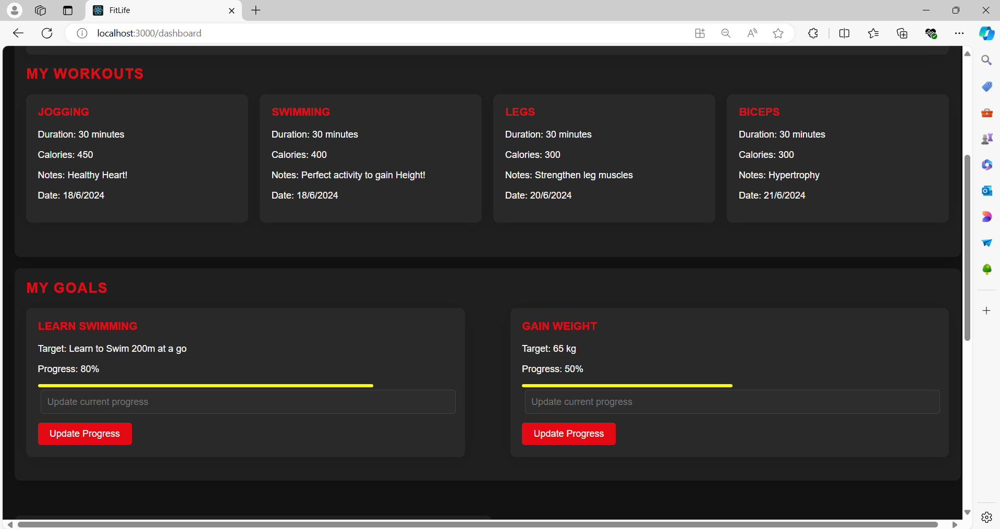 FitLife
localhost:3000/dashboard
MY WORKOUTS
JOGGING
Duration: 30 minutes
Calories: 450
Notes: Healthy Heart!
Date: 18/6/2024
SWIMMING
Duration: 30 minutes
Calories: 400
Notes: Perfect activity to gain Height!
Date: 18/6/2024
LEGS
Duration: 30 minutes
Calories: 300
Notes: Strengthen leg muscles
Date: 20/6/2024
BICEPS
Duration: 30 minutes
Calories: 300
Notes: Hypertrophy
Date: 21/6/2024
MY GOALS
LEARN SWIMMING
Target: Learn to Swim 200m at a go
Progress: 80%
Update current progress
Update Progress
GAIN WEIGHT
Target: 65 kg
Progress: 50%
Update current progress
Update Progress